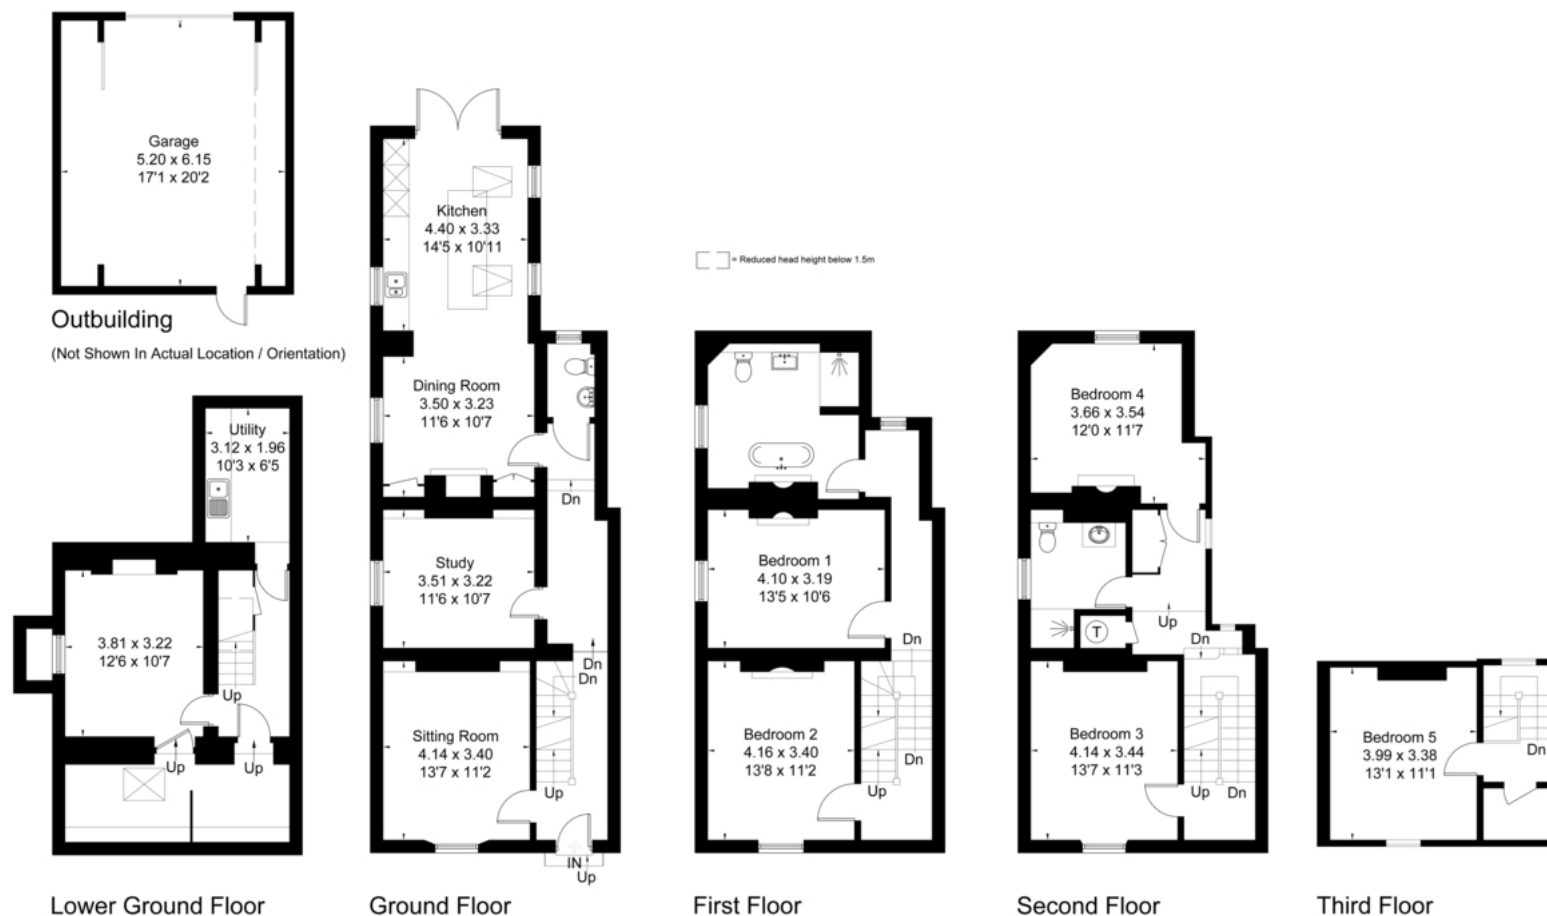 Garage
5.20 x 6.15
17'1 x 20'2
Outbuilding
(Not Shown In Actual Location / Orientation)
Utility
3.12 x 1.96
10'3 x 6'5
3.81 x 3.22
12'6 x 10'7
Up
Up
Up
Lower Ground Floor
Kitchen
4.40 x 3.33
14'5 x 10'11
Dining Room
3.50 x 3.23
11'6 x 10'7
Dn
Study
3.51 x 3.22
11'6 x 10'7
Dn
Dn
Sitting Room
4.14 x 3.40
13'7 x 11'2
Up
IN
Up
Ground Floor
= Reduced head height below 1.5m
Bedroom 1
4.10 x 3.19
13'5 x 10'6
Dn
Bedroom 2
4.16 x 3.40
13'8 x 11'2
Dn
Up
First Floor
Bedroom 4
3.66 x 3.54
12'0 x 11'7
Up
T
Dn
Bedroom 3
4.14 x 3.44
13'7 x 11'3
Up
Dn
Second Floor
Bedroom 5
3.99 x 3.38
13'1 x 11'1
Dn
Third Floor